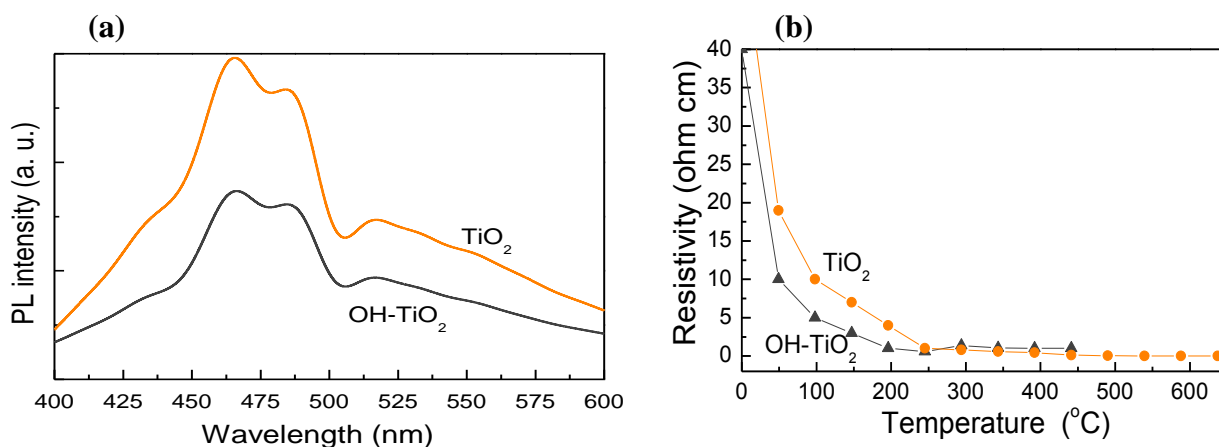 (a)
PL intensity (a. u.)
TiO2
OH-TiO2
400 425 450 475 500 525 550 575 600
Wavelength (nm)
(b)
Resistivity (ohm cm)
40
35
30
25
20
15
10
5
0
TiO2
OH-TiO2
0 100 200 300 400 500 600
Temperature (oC)